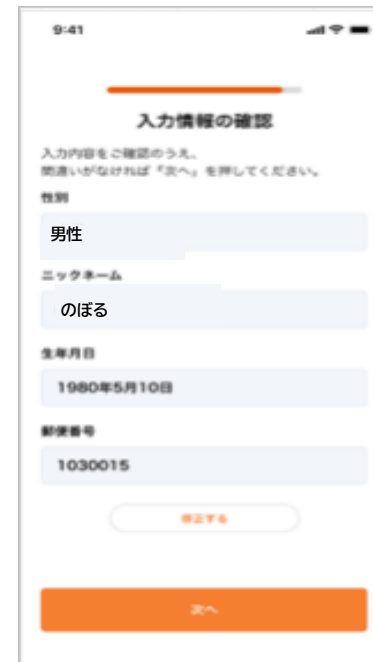 9:41
入力情報の確認
入力内容をご確認のうえ、
間違いがなければ「次へ」を押してください。
性別
男性
ニックネーム
のぼる
生年月日
1980年5月10日
郵便番号
1030015
修正する
次へ